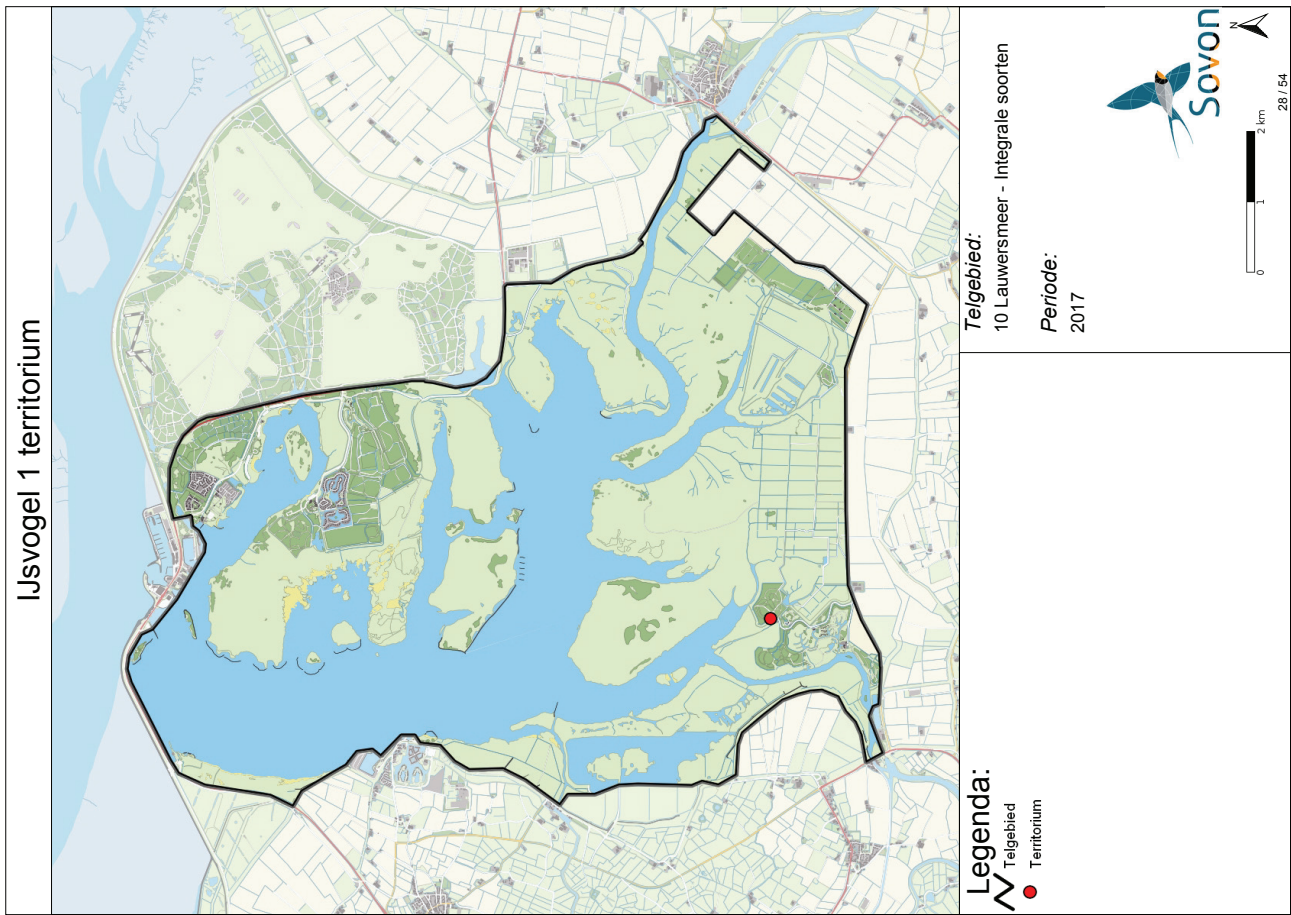 IJsvogel 1 territorium
Legenda:
Telgebied
Territorium
Telgebied:
10 Lauwersmeer - Integrale soorten
Periode:
2017
Sovon
N
0 1 2 km
28 / 54